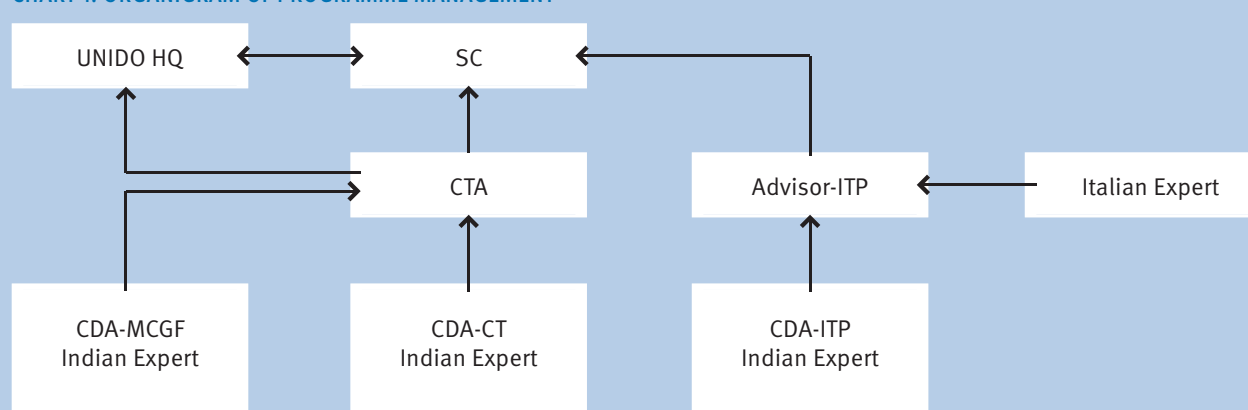 UNIDO HQ
SC
CTA
Advisor-ITP
Italian Expert
CDA-MCGF
Indian Expert
CDA-CT
Indian Expert
CDA-ITP
Indian Expert